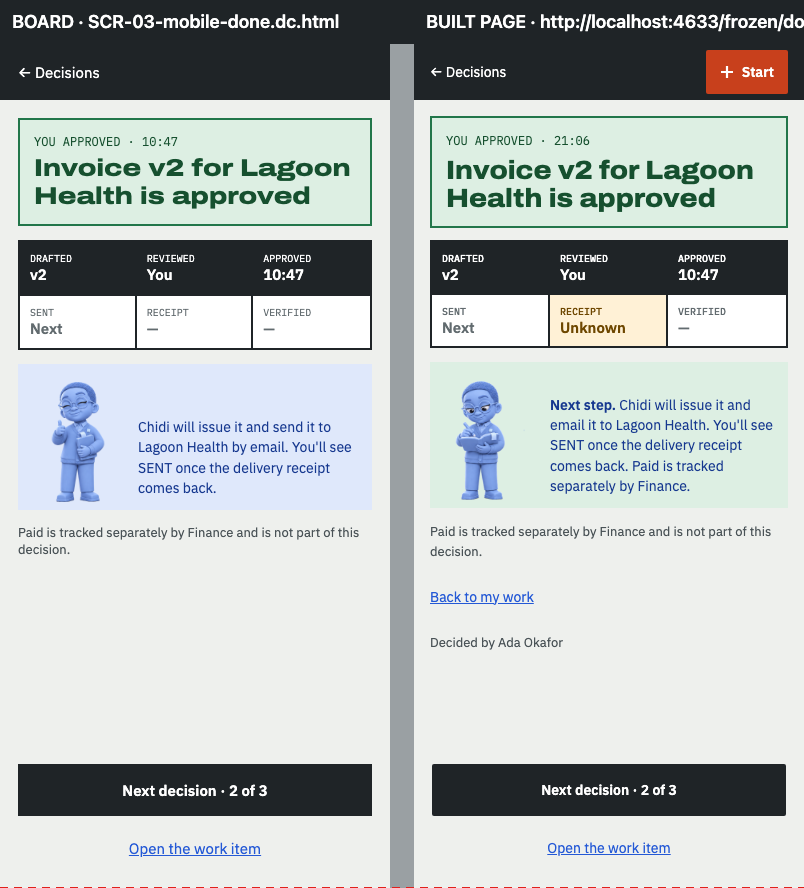 BOARD · SCR-03-mobile-done.dc.html
← Decisions
YOU APPROVED · 10:47
Invoice v2 for Lagoon
Health is approved
DRAFTED REVIEWED APPROVED
v2 You 10:47
SENT RECEIPT VERIFIED
Next — —
Chidi will issue it and send it to
Lagoon Health by email. You'll see
SENT once the delivery receipt
comes back.
Paid is tracked separately by Finance and is not part of this
decision.
Next decision · 2 of 3
Open the work item
BUILT PAGE · http://localhost:4633/frozen/do
← Decisions
+ Start
YOU APPROVED · 21:06
Invoice v2 for Lagoon
Health is approved
DRAFTED REVIEWED APPROVED
v2 You 10:47
SENT RECEIPT VERIFIED
Next Unknown —
Next step. Chidi will issue it and
email it to Lagoon Health. You'll see
SENT once the delivery receipt
comes back. Paid is tracked
separately by Finance.
Paid is tracked separately by Finance and is not part of this
decision.
Back to my work
Decided by Ada Okafor
Next decision · 2 of 3
Open the work item